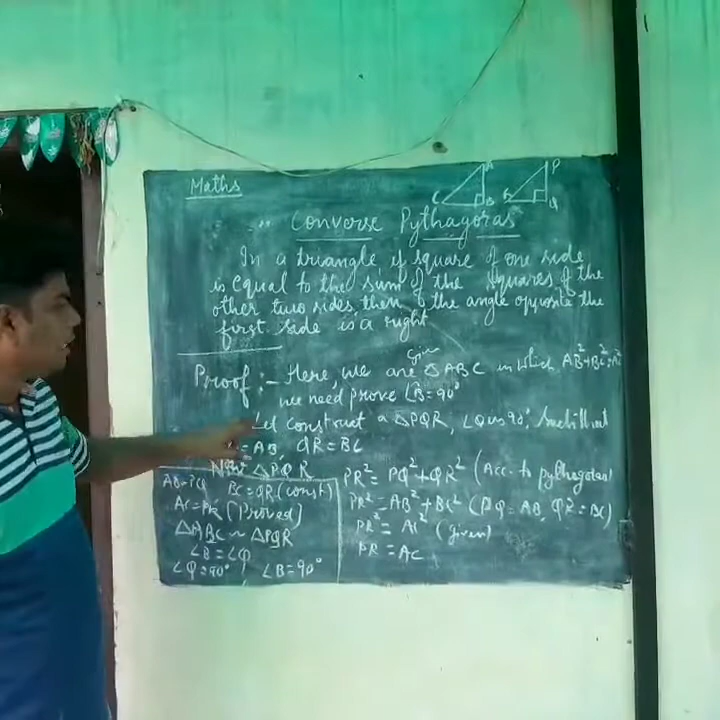 Maths
C A B R P Q
Converse Pythagoras
In a triangle if square of one side
is equal to the sum of the squares of the
other two sides, then the angle opposite the
first side is a right
Proof :- Here, we are Given △ABC in which AB²+BC²=A²
we need prove ∠B=90°
Let construct a △PQR, ∠Q is 90°, Such that
=AB, QR=BC
Now △PQR
PR² = PQ²+QR² (Acc. to pythagoras)
PR² = AB²+BC² (PQ=AB, QR=BC)
PR² = AC² (given)
PR = AC
AB=PQ BC=QR (const)
AC=PR (Proved)
△ABC ~ △PQR
∠B=∠Q
∠Q=90° ∠B=90°